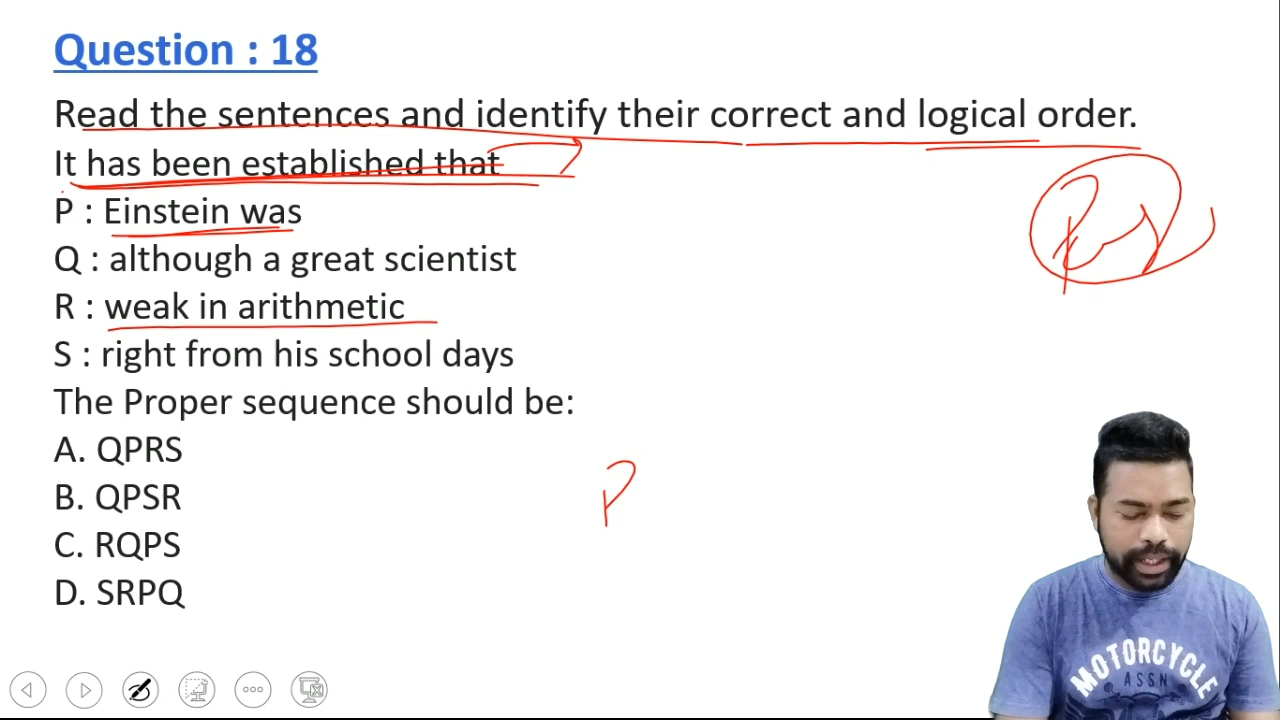 Question : 18
Read the sentences and identify their correct and logical order.
It has been established that
P : Einstein was
Q : although a great scientist
R : weak in arithmetic
S : right from his school days
The Proper sequence should be:
A. QPRS
B. QPSR
C. RQPS
D. SRPQ
P
MOTORCYCLE
ASSN